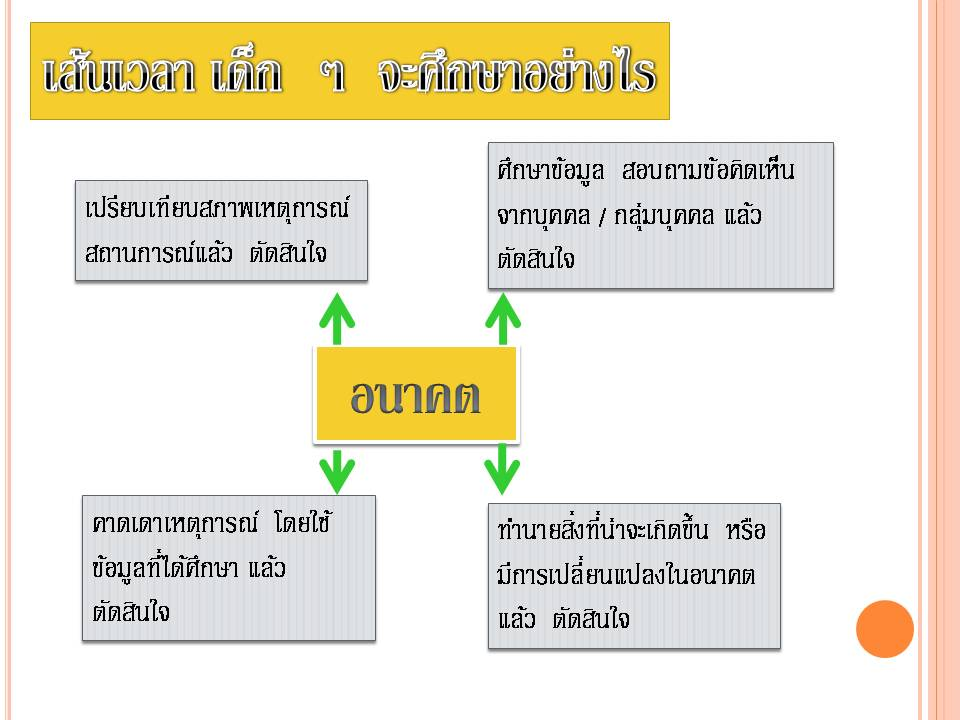 เส้นเวลา เด็ก ๆ จะศึกษาอย่างไร
เปรียบเทียบสภาพเหตุการณ์
สถานการณ์แล้ว ตัดสินใจ
ศึกษาข้อมูล สอบถามข้อคิดเห็น
จากบุคคล / กลุ่มบุคคล แล้ว
ตัดสินใจ
อนาคต
คาดเดาเหตุการณ์ โดยใช้
ข้อมูลที่ได้ศึกษา แล้ว
ตัดสินใจ
ทำนายสิ่งที่น่าจะเกิดขึ้น หรือ
มีการเปลี่ยนแปลงในอนาคต
แล้ว ตัดสินใจ